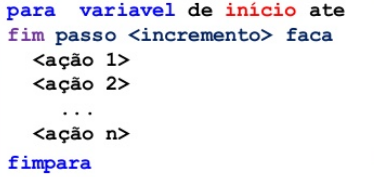 para variavel de início ate
fim passo <incremento> faca
<ação 1>
<ação 2>
...
<ação n>
fimpara